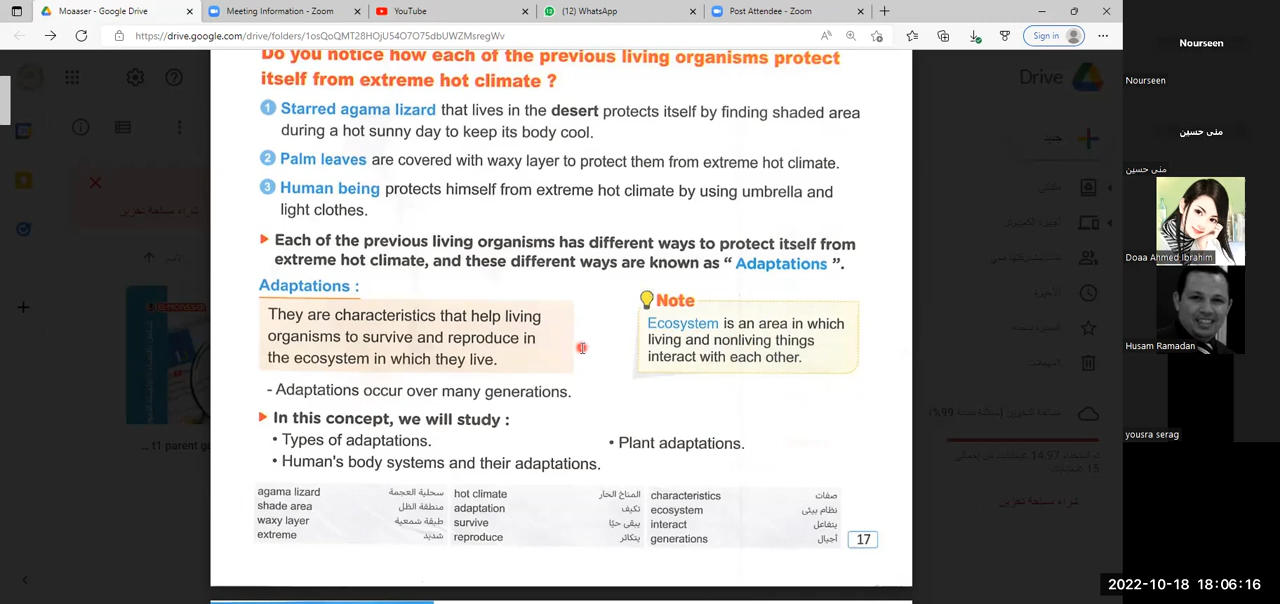 Moaaser - Google Drive
Meeting Information - Zoom
YouTube
(12) WhatsApp
Post Attendee - Zoom
https://drive.google.com/drive/folders/1osQoQMT28HOjU54O7O75dbUWZMsregWv
Sign in
Drive
Do you notice how each of the previous living organisms protect
itself from extreme hot climate ?
1 Starred agama lizard that lives in the desert protects itself by finding shaded area
during a hot sunny day to keep its body cool.
2 Palm leaves are covered with waxy layer to protect them from extreme hot climate.
3 Human being protects himself from extreme hot climate by using umbrella and
light clothes.
Each of the previous living organisms has different ways to protect itself from
extreme hot climate, and these different ways are known as “ Adaptations ”.
Adaptations :
They are characteristics that help living
organisms to survive and reproduce in
the ecosystem in which they live.
Note
Ecosystem is an area in which
living and nonliving things
interact with each other.
- Adaptations occur over many generations.
In this concept, we will study :
• Types of adaptations.
• Plant adaptations.
• Human's body systems and their adaptations.
agama lizard سحلية العجمة hot climate المناخ الحار characteristics صفات
shade area منطقة الظل adaptation تكيف ecosystem نظام بيئى
waxy layer طبقة شمعية survive يبقى حيًا interact يتفاعل
extreme شديد reproduce يتكاثر generations أجيال
17
... 11 parent g
شراء مساحة تخزين
شراء مساحة تخزين
Nourseen
Nourseen
منى حسين
منى حسين
Doaa Ahmed Ibrahim
Husam Ramadan
yousra serag
2022-10-18 18:06:16